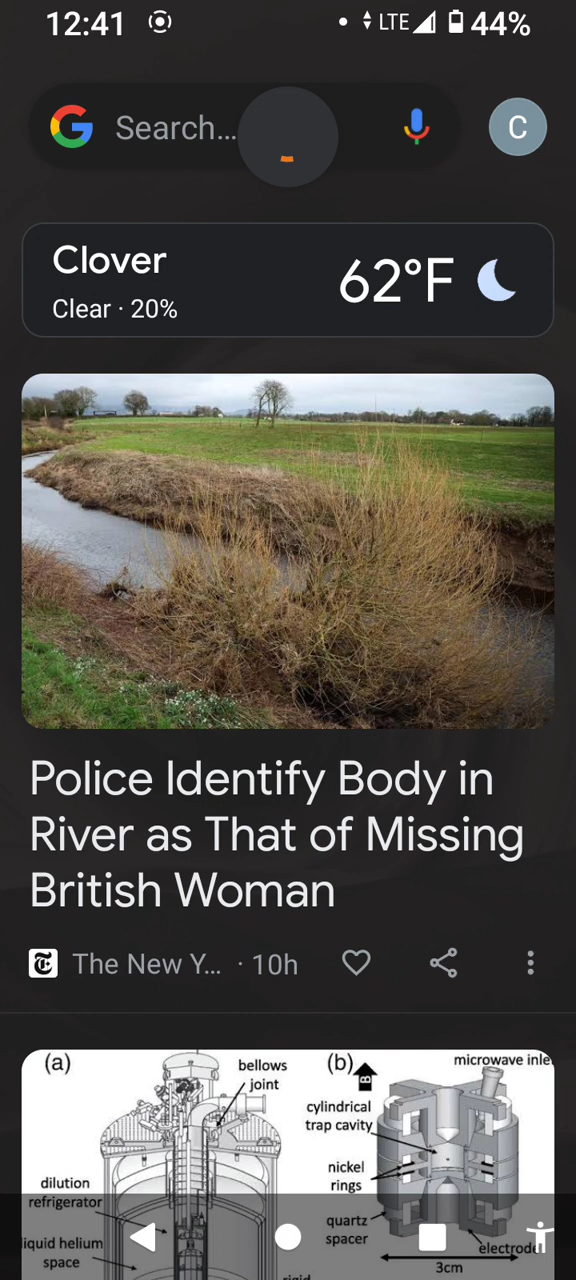 12:41
LTE 44%
Search...
C
Clover
62°F
Clear · 20%
Police Identify Body in
River as That of Missing
British Woman
The New Y... · 10h
(a)
bellows
joint
dilution
refrigerator
liquid helium
space
rigid
(b)
B
microwave inle
cylindrical
trap cavity
nickel
rings
quartz
spacer
electrode
3cm